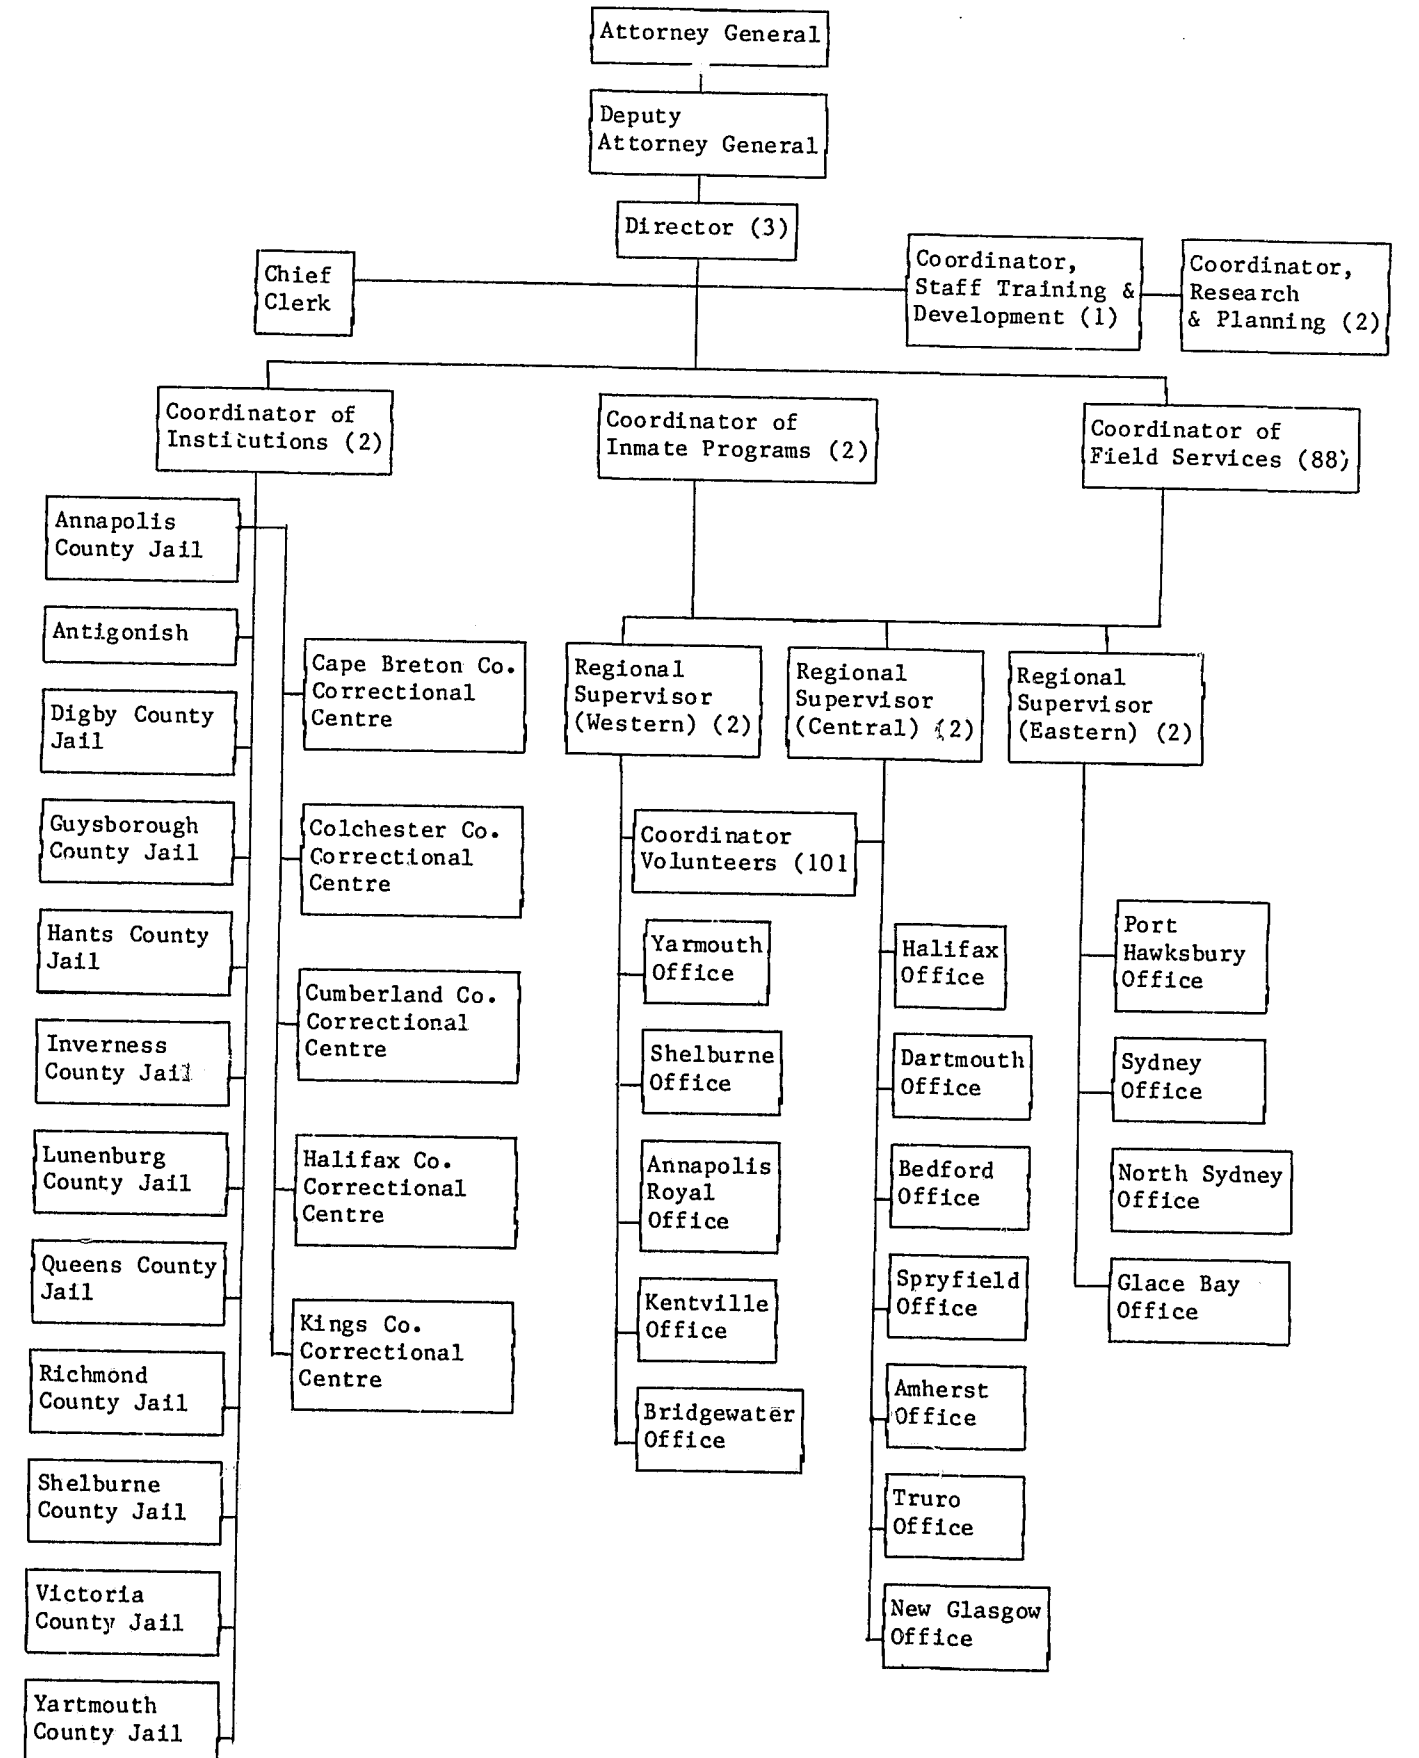 Attorney General
Deputy
Attorney General
Director (3)
Chief
Clerk
Coordinator,
Staff Training &
Development (1)
Coordinator,
Research
& Planning (2)
Coordinator of
Institutions (2)
Coordinator of
Inmate Programs (2)
Coordinator of
Field Services (88)
Annapolis
County Jail
Antigonish
Digby County
Jail
Guysborough
County Jail
Hants County
Jail
Inverness
County Jail
Lunenburg
County Jail
Queens County
Jail
Richmond
County Jail
Shelburne
County Jail
Victoria
County Jail
Yartmouth
County Jail
Cape Breton Co.
Correctional
Centre
Colchester Co.
Correctional
Centre
Cumberland Co.
Correctional
Centre
Halifax Co.
Correctional
Centre
Kings Co.
Correctional
Centre
Regional
Supervisor
(Western) (2)
Regional
Supervisor
(Central) (2)
Regional
Supervisor
(Eastern) (2)
Coordinator
Volunteers (101
Yarmouth
Office
Shelburne
Office
Annapolis
Royal
Office
Kentville
Office
Bridgewater
Office
Halifax
Office
Dartmouth
Office
Bedford
Office
Spryfield
Office
Amherst
Office
Truro
Office
New Glasgow
Office
Port
Hawksbury
Office
Sydney
Office
North Sydney
Office
Glace Bay
Office